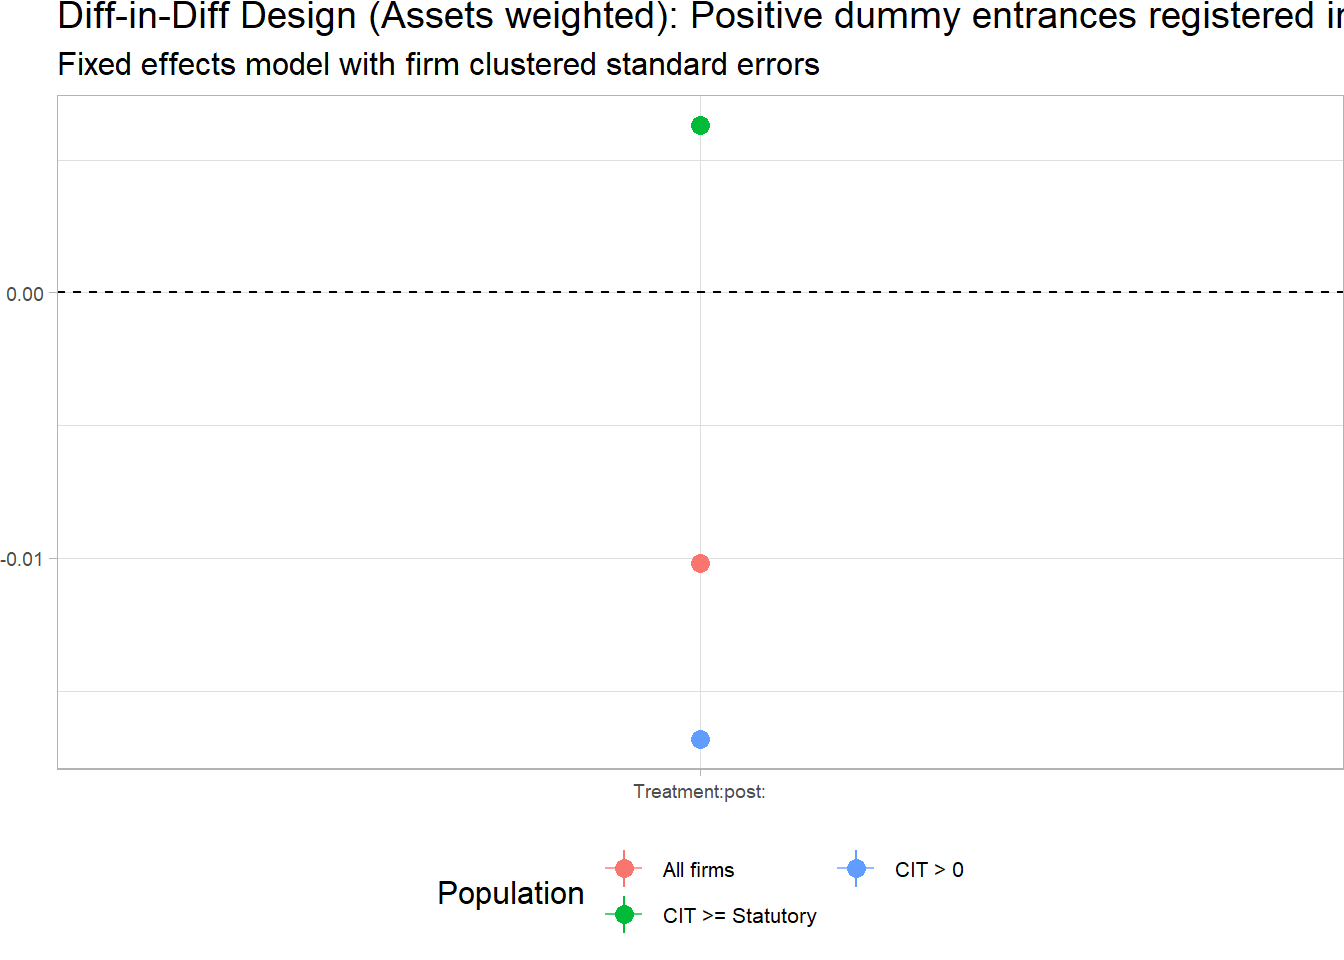 Diff-in-Diff Design (Assets weighted): Positive dummy entrances registered in
Fixed effects model with firm clustered standard errors
0.00
-0.01
Treatment:post:
Population
All firms
CIT > 0
CIT >= Statutory